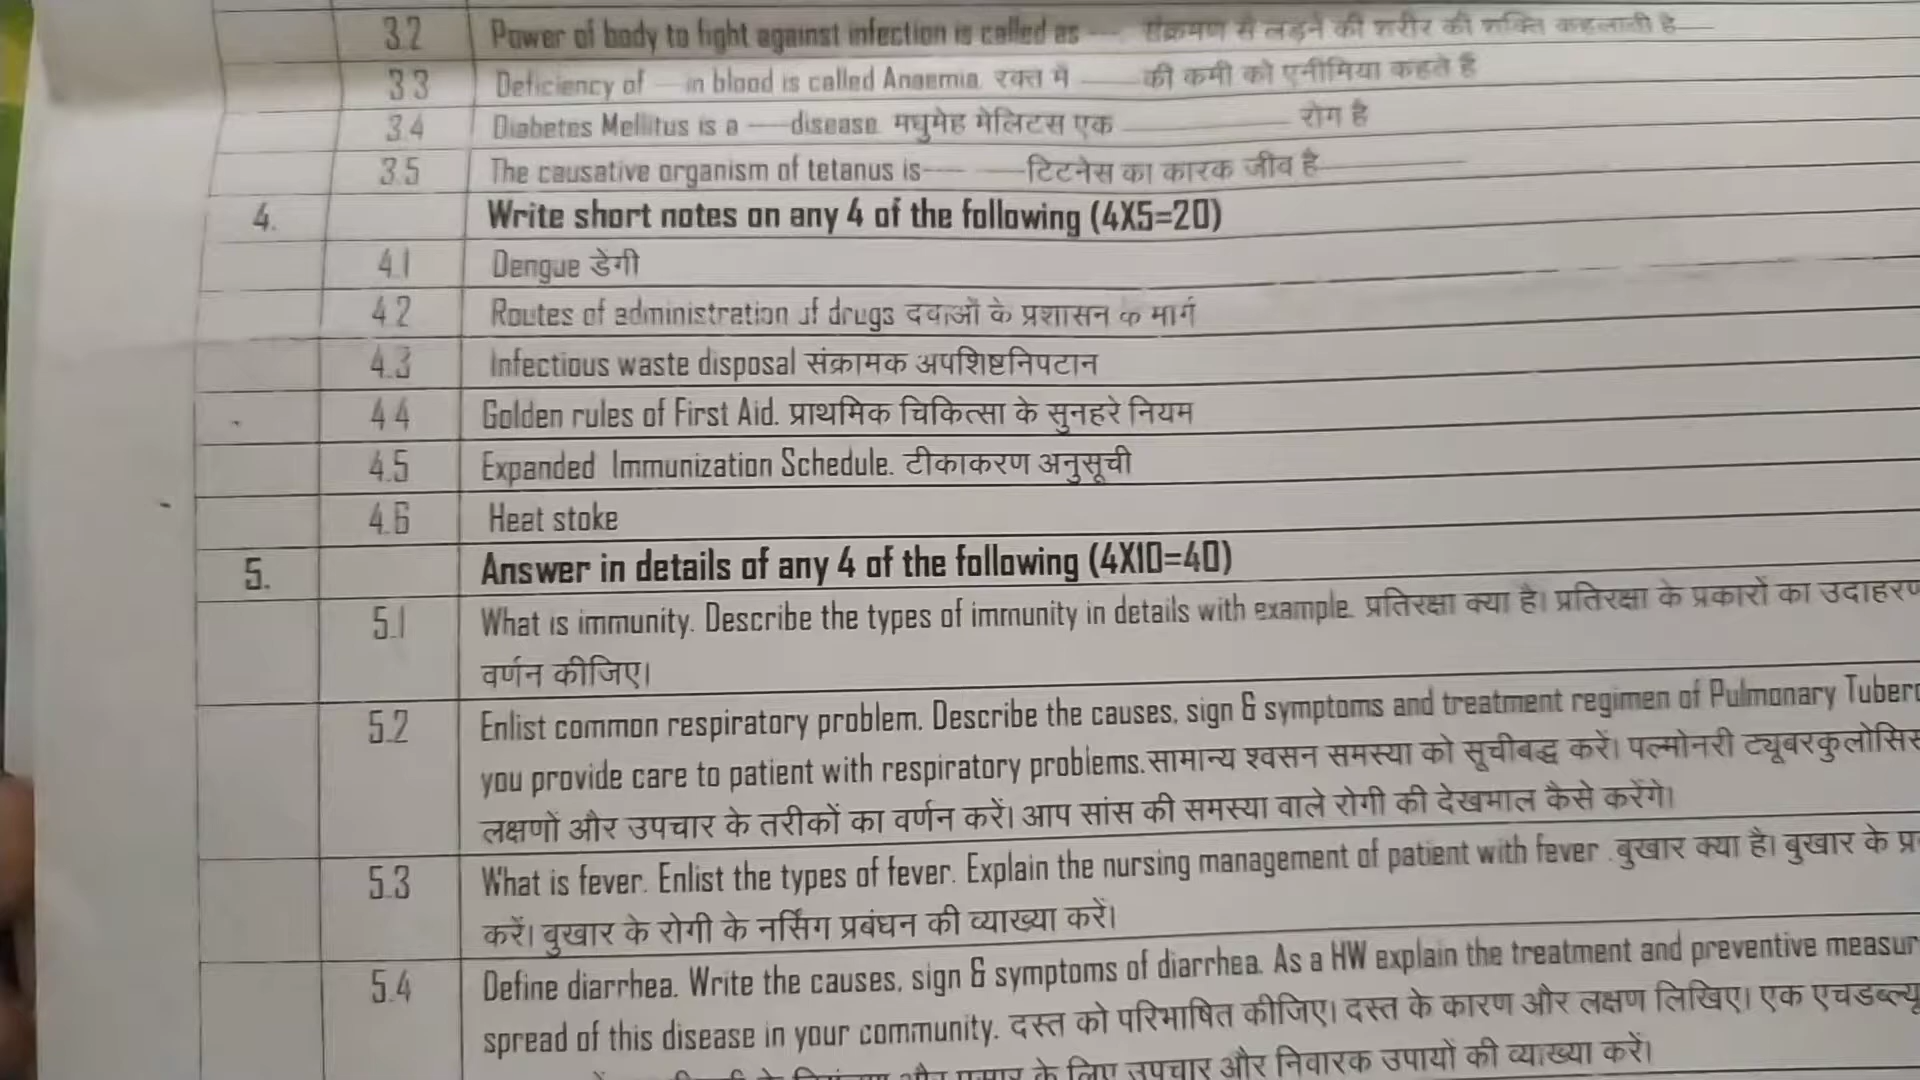 3.2 Power of body to fight against infection is called as --- संक्रमण से लड़ने की शरीर की शक्ति कहलाती है
3.3 Deficiency of --- in blood is called Anaemia. रक्त में ____ की कमी को एनीमिया कहते हैं
3.4 Diabetes Mellitus is a ---disease. मधुमेह मेलिटस एक ________ रोग है
3.5 The causative organism of tetanus is--- ---टिटनेस का कारक जीव है
4. Write short notes on any 4 of the following (4X5=20)
4.1 Dengue डेंगी
4.2 Routes of administration of drugs दवाओं के प्रशासन के मार्ग
4.3 Infectious waste disposal संक्रामक अपशिष्टनिपटान
4.4 Golden rules of First Aid. प्राथमिक चिकित्सा के सुनहरे नियम
4.5 Expanded Immunization Schedule. टीकाकरण अनुसूची
4.6 Heat stoke
5. Answer in details of any 4 of the following (4X10=40)
5.1 What is immunity. Describe the types of immunity in details with example. प्रतिरक्षा क्या है। प्रतिरक्षा के प्रकारों का उदाहरण
वर्णन कीजिए।
5.2 Enlist common respiratory problem. Describe the causes, sign & symptoms and treatment regimen of Pulmonary
you provide care to patient with respiratory problems. सामान्य श्वसन समस्या को सूचीबद्ध करें। पल्मोनरी ट्यूबरकुलोसिस
लक्षणों और उपचार के तरीकों का वर्णन करें। आप सांस की समस्या वाले रोगी की देखभाल कैसे करेंगे।
5.3 What is fever. Enlist the types of fever. Explain the nursing management of patient with fever .बुखार क्या है। बुखार के
करें। बुखार के रोगी के नर्सिंग प्रबंधन की व्याख्या करें।
5.4 Define diarrhea. Write the causes, sign & symptoms of diarrhea. As a HW explain the treatment and preventive
spread of this disease in your community. दस्त को परिभाषित कीजिए। दस्त के कारण और लक्षण लिखिए। एक एचडब्ल्यू
के लिए उपचार और निवारक उपायों की व्याख्या करें।